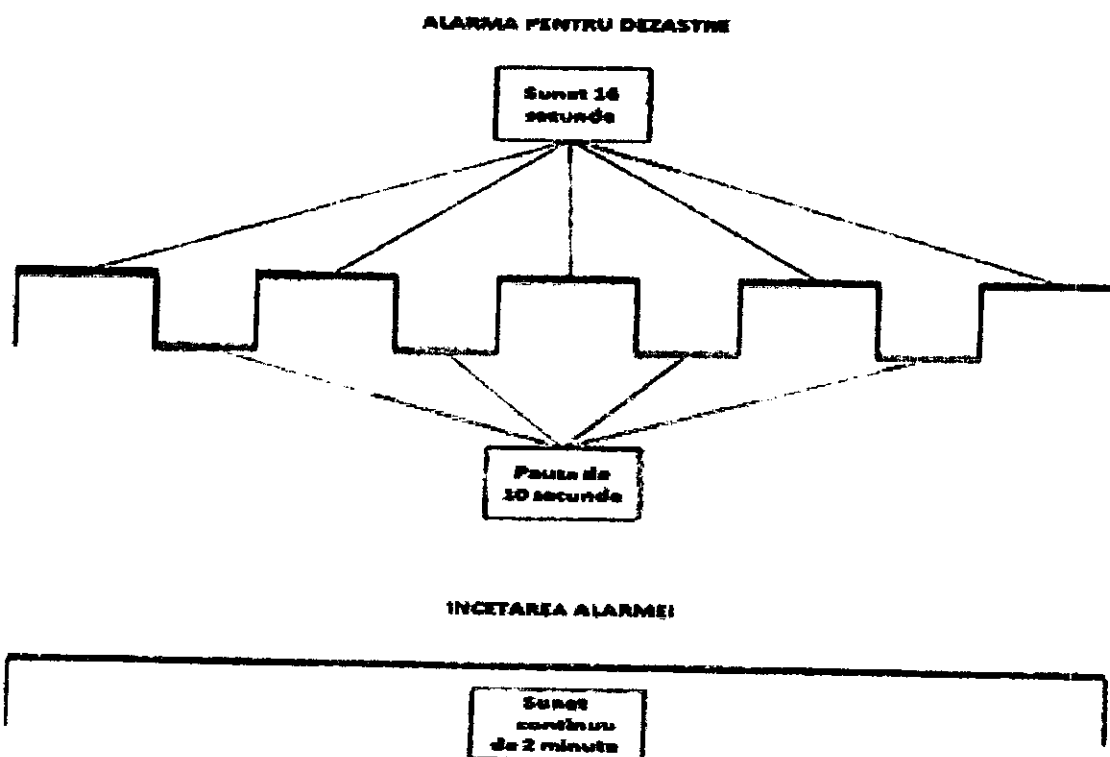 ALARMA PENTRU DEZASTRE
Sunet 16
secunde
Pauza de
10 secunde
INCETAREA ALARMEI
Sunet
continuu
de 2 minute